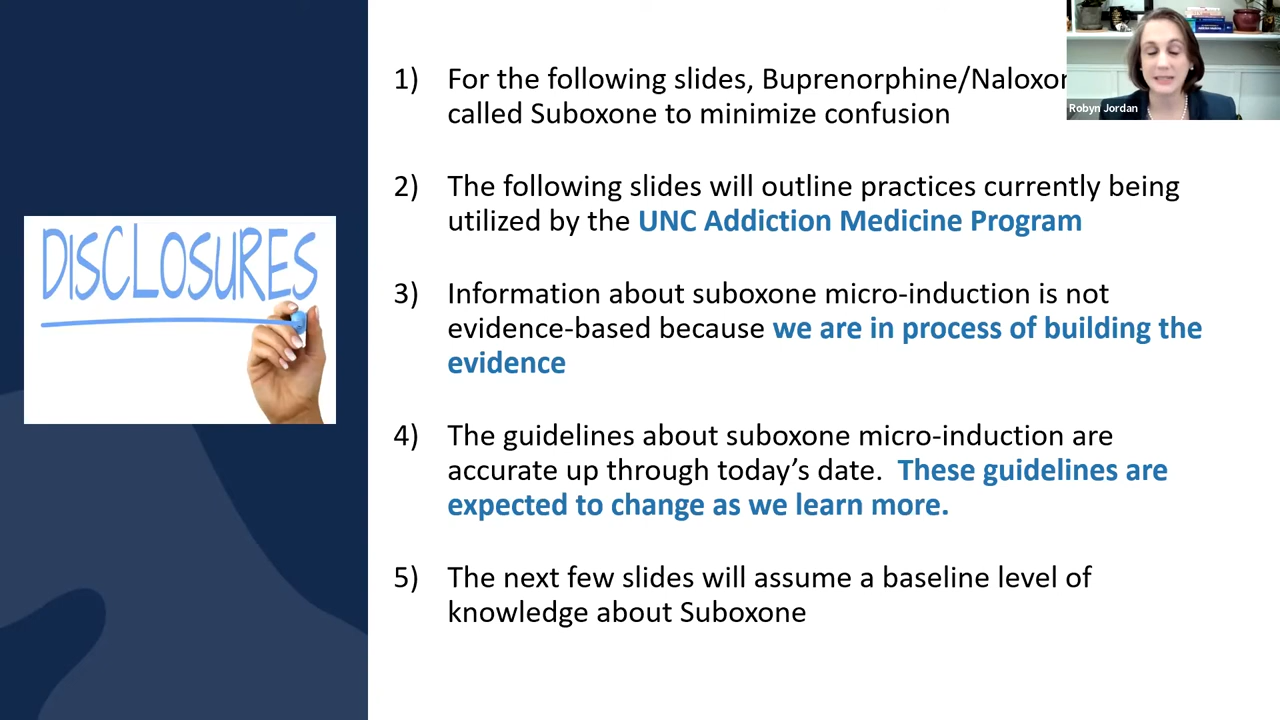 DISCLOSURES
1) For the following slides, Buprenorphine/Naloxon
called Suboxone to minimize confusion
2) The following slides will outline practices currently being
utilized by the UNC Addiction Medicine Program
3) Information about suboxone micro-induction is not
evidence-based because we are in process of building the
evidence
4) The guidelines about suboxone micro-induction are
accurate up through today’s date. These guidelines are
expected to change as we learn more.
5) The next few slides will assume a baseline level of
knowledge about Suboxone
Robyn Jordan